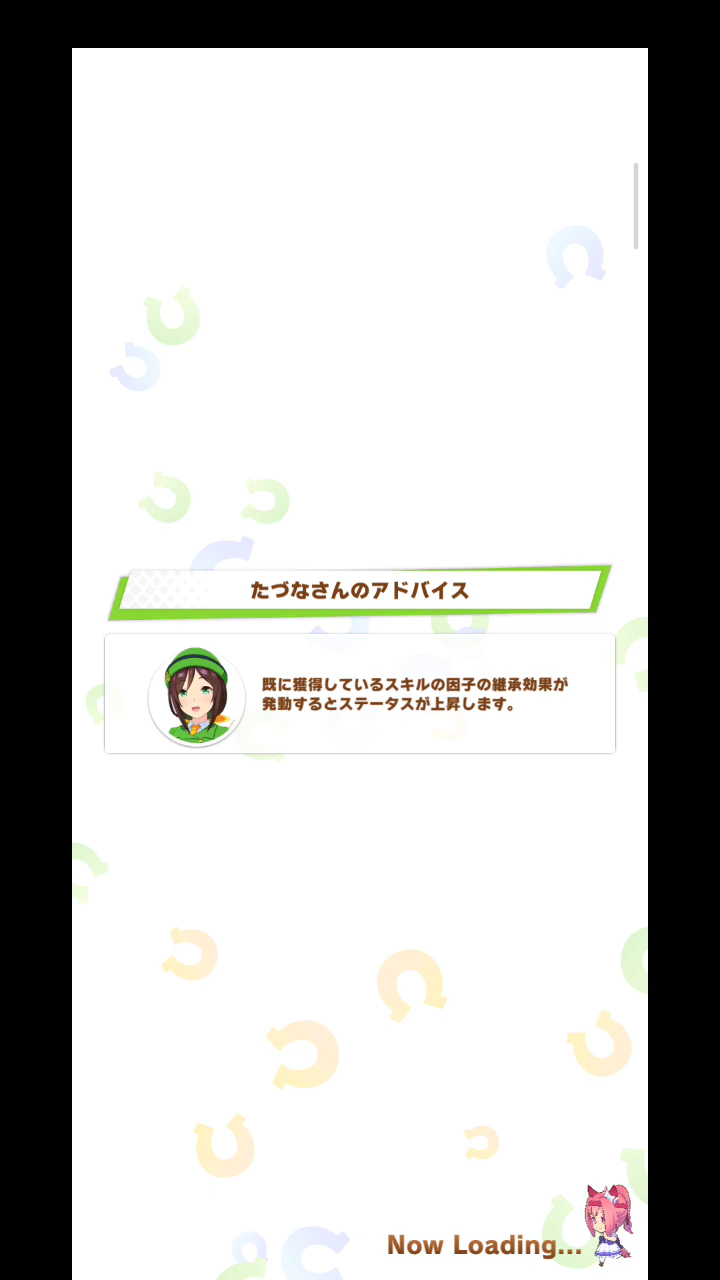 たづなさんのアドバイス
既に獲得しているスキルの因子の継承効果が
発動するとステータスが上昇します。
Now Loading...